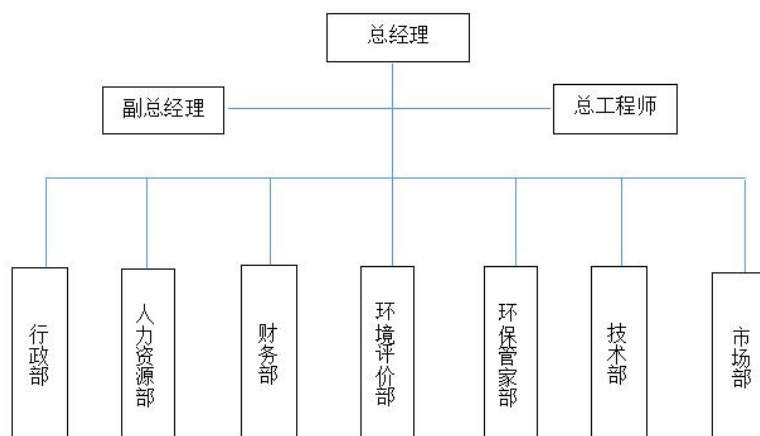 总经理
副总经理
总工程师
行政部
人力资源部
财务部
环境评价部
环保管家部
技术部
市场部